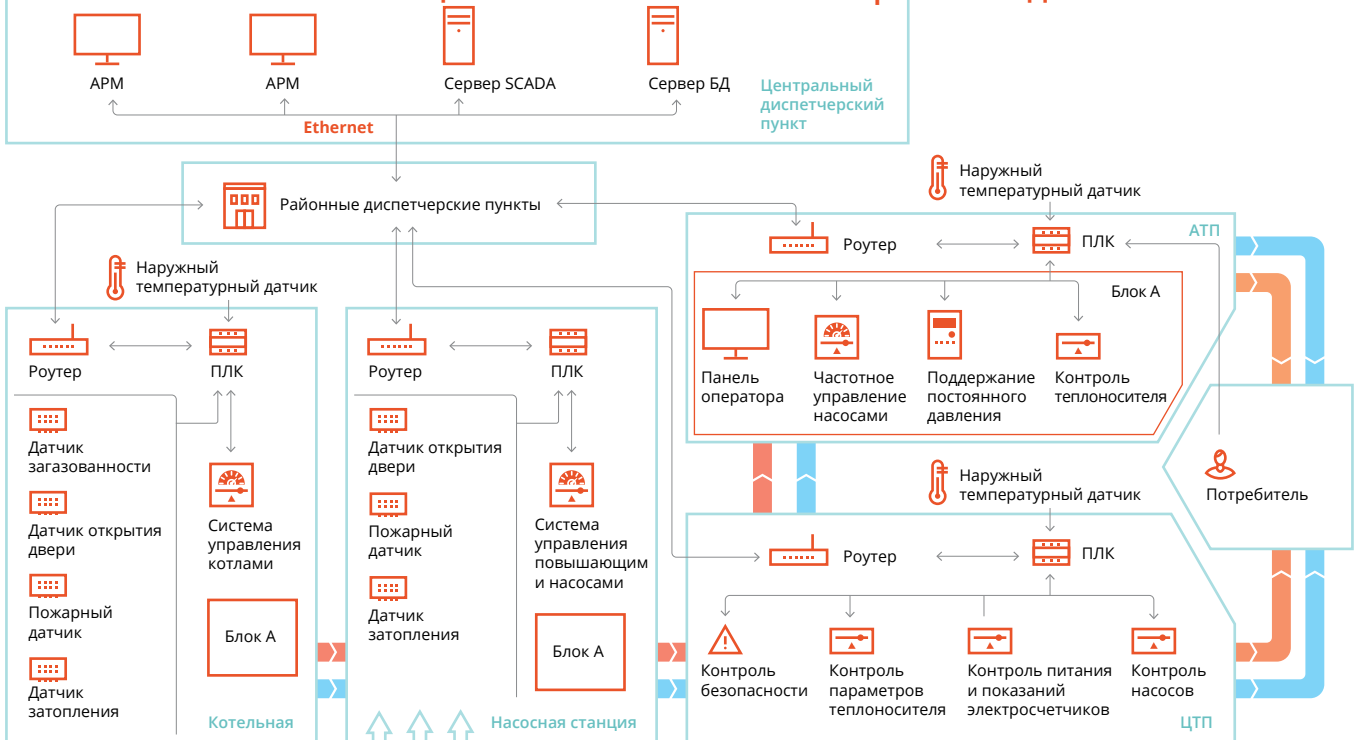 АРМ
АРМ
Сервер SCADA
Сервер БД
Центральный
диспетчерский
пункт
Ethernet
Районные диспетчерские пункты
Наружный
температурный датчик
АТП
Роутер
ПЛК
Блок А
Панель
оператора
Частотное
управление
насосами
Поддержание
постоянного
давления
Контроль
теплоносителя
Наружный
температурный датчик
Роутер
ПЛК
Датчик
загазованности
Датчик открытия
двери
Пожарный
датчик
Датчик
затопления
Система
управления
котлами
Блок А
Котельная
Роутер
ПЛК
Датчик открытия
двери
Пожарный
датчик
Датчик
затопления
Система
управления
повышающим
и насосами
Блок А
Насосная станция
Наружный
температурный датчик
Потребитель
Роутер
ПЛК
Контроль
безопасности
Контроль
параметров
теплоносителя
Контроль питания
и показаний
электросчетчиков
Контроль
насосов
ЦТП